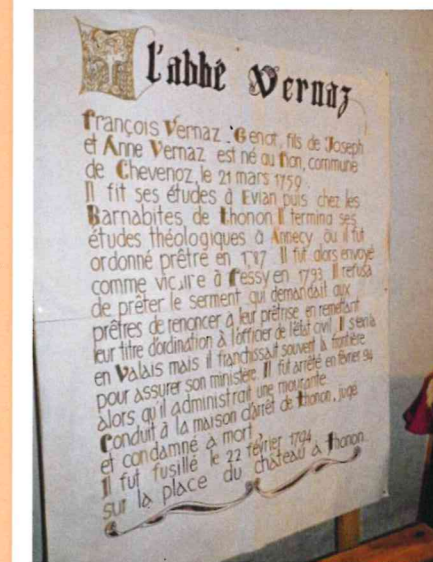 l'abbé Vernaz
François Vernaz-Genot, fils de Joseph
et Anne Vernaz est né au Fion, commune
de Chevenoz, le 21 mars 1759.
Il fit ses études à Evian puis chez les
Barnabites, de Thonon Il termina ses
études théologiques à Annecy où il fut
ordonné prêtre en 1787 Il fut alors envoyé
comme vicaire à Fessy en 1793 Il refusa
de prêter le serment qui demandait aux
prêtres de renoncer à leur prêtrise en remettant
leur titre d'ordination à l'officier de l'état civil. Il
en Valais mais il franchissait souvent la frontière
pour assurer son ministère Il fut arrêté en février 94
alors qu'il administrait une mourante.
Conduit à la maison d'arrêt de Thonon, jugé
et condamné à mort
Il fut fusillé le 22 février 1794
sur la place du château à Thonon